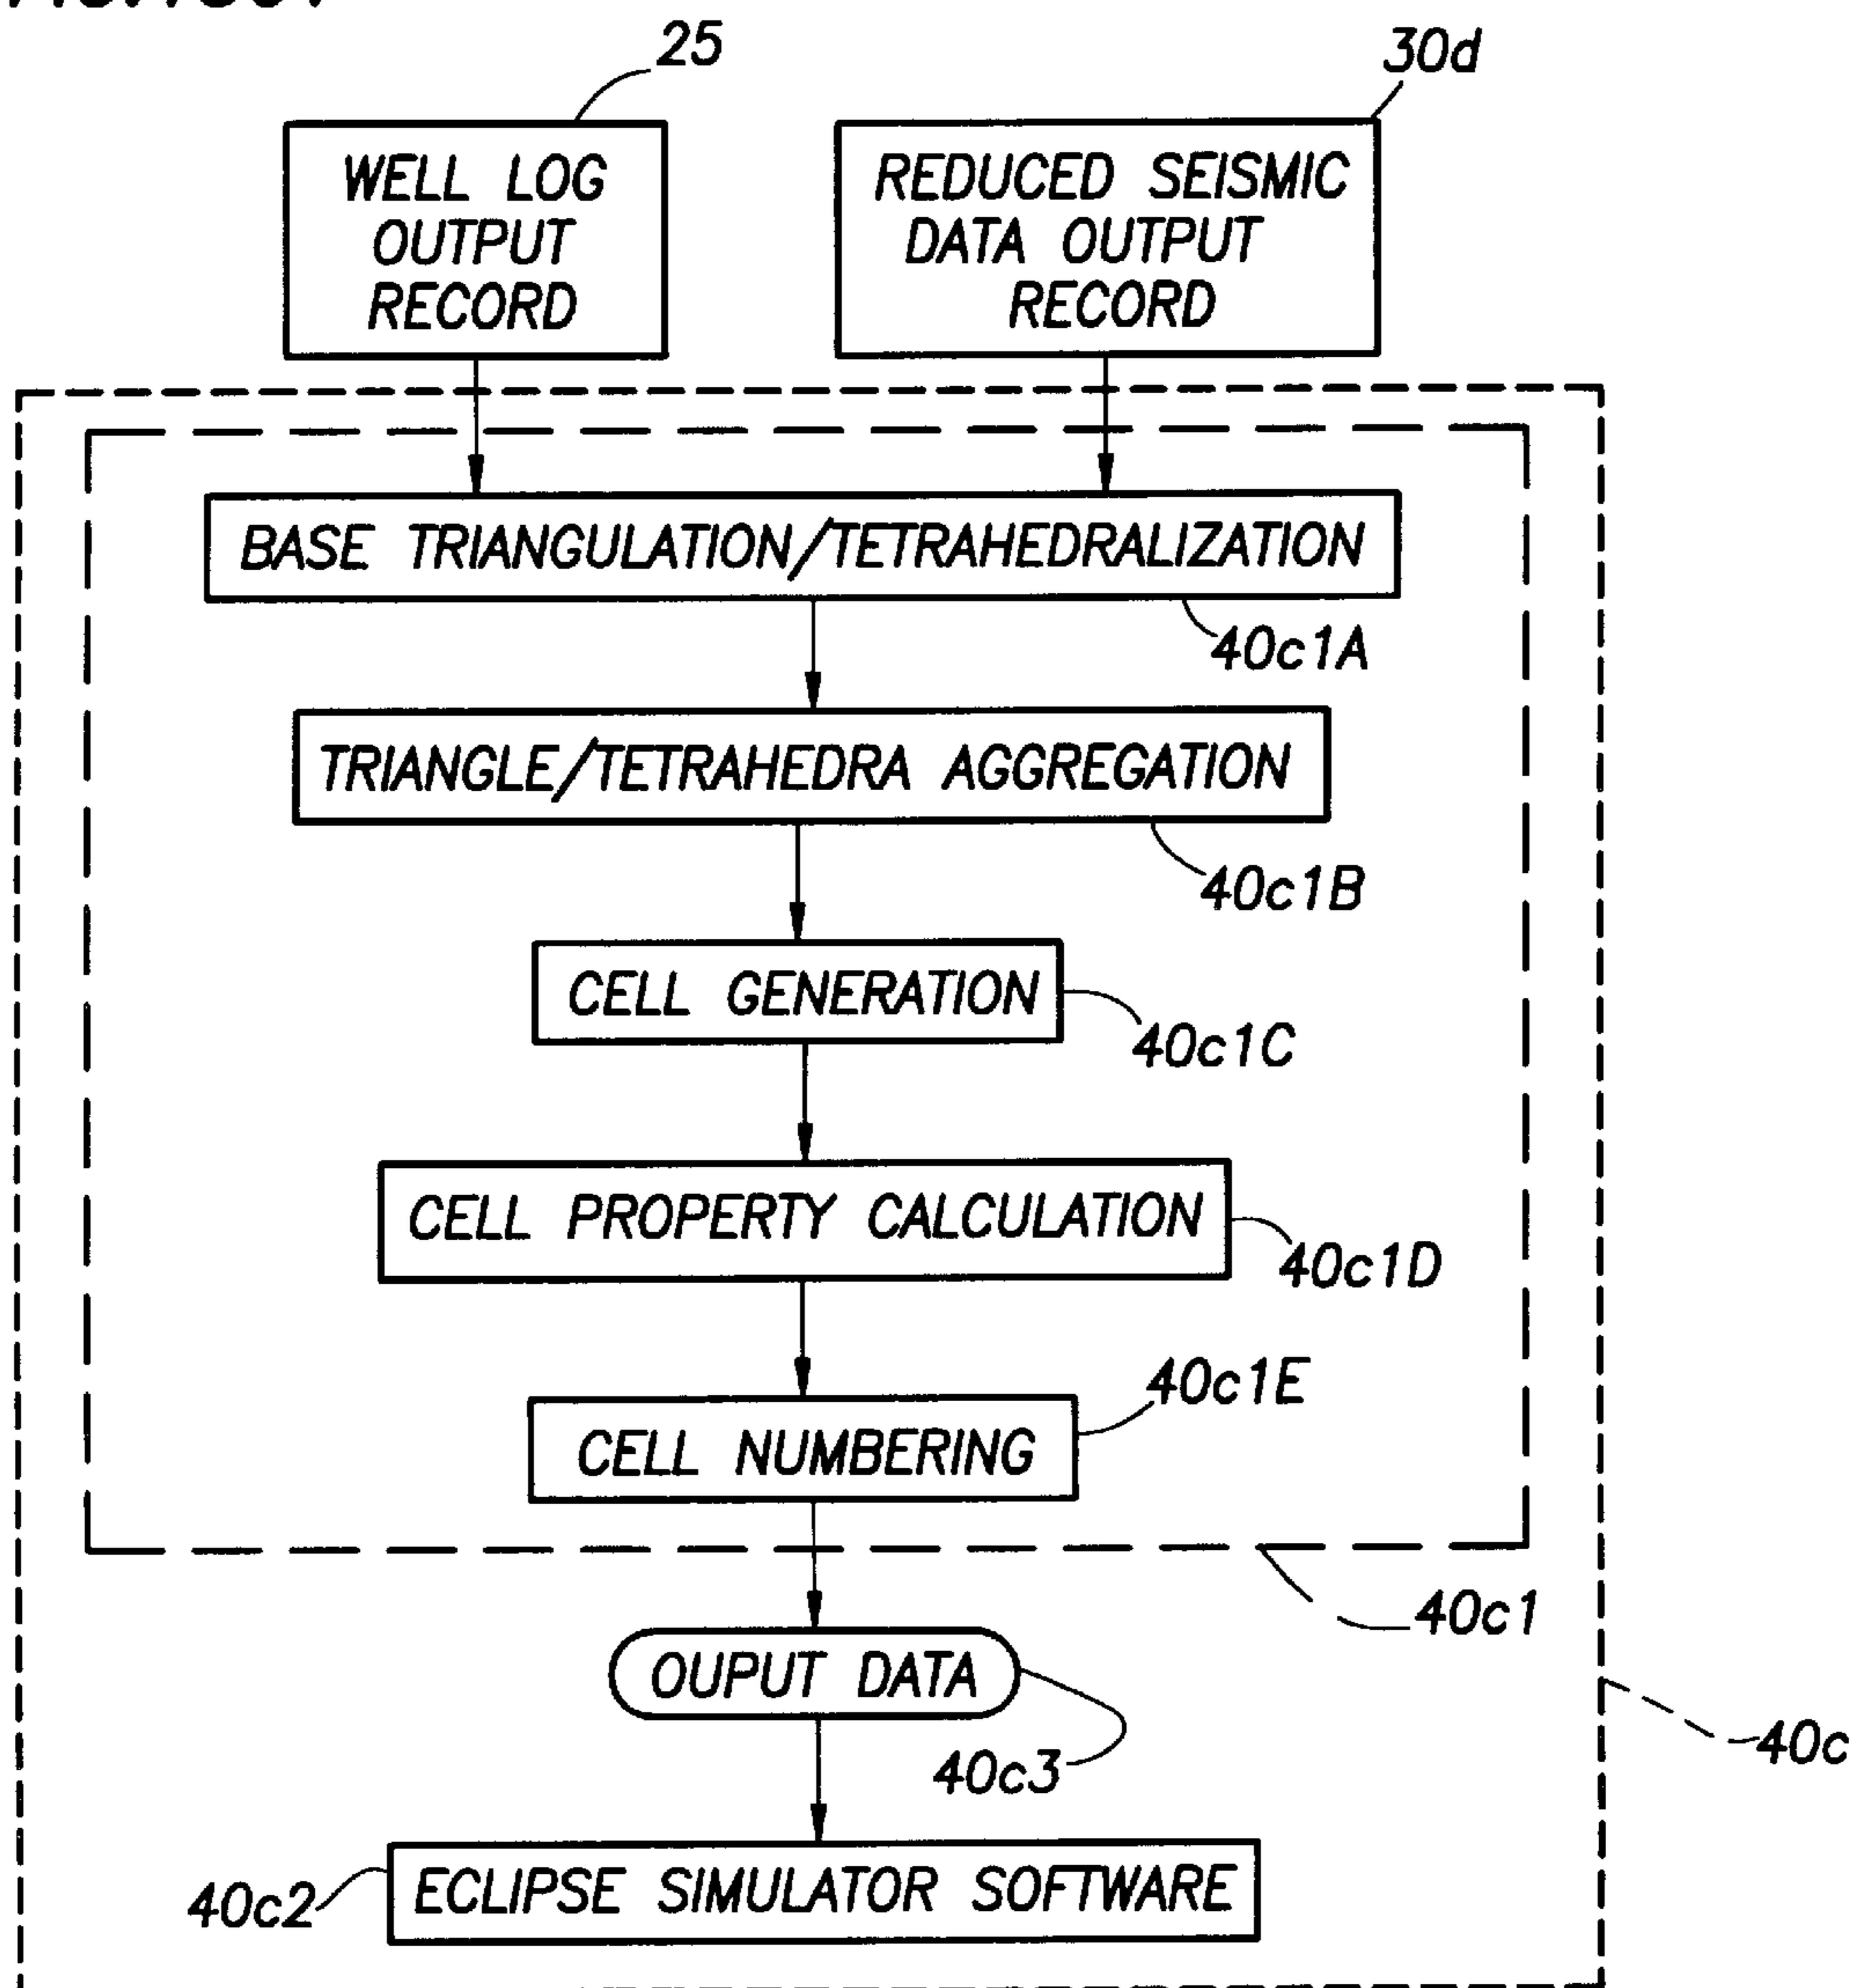 25
30d
WELL LOG
OUTPUT
RECORD
REDUCED SEISMIC
DATA OUTPUT
RECORD
BASE TRIANGULATION/TETRAHEDRALIZATION
40c1A
TRIANGLE/TETRAHEDRA AGGREGATION
40c1B
CELL GENERATION
40c1C
CELL PROPERTY CALCULATION
40c1D
40c1E
CELL NUMBERING
40c1
OUPUT DATA
40c
40c3
40c2
ECLIPSE SIMULATOR SOFTWARE